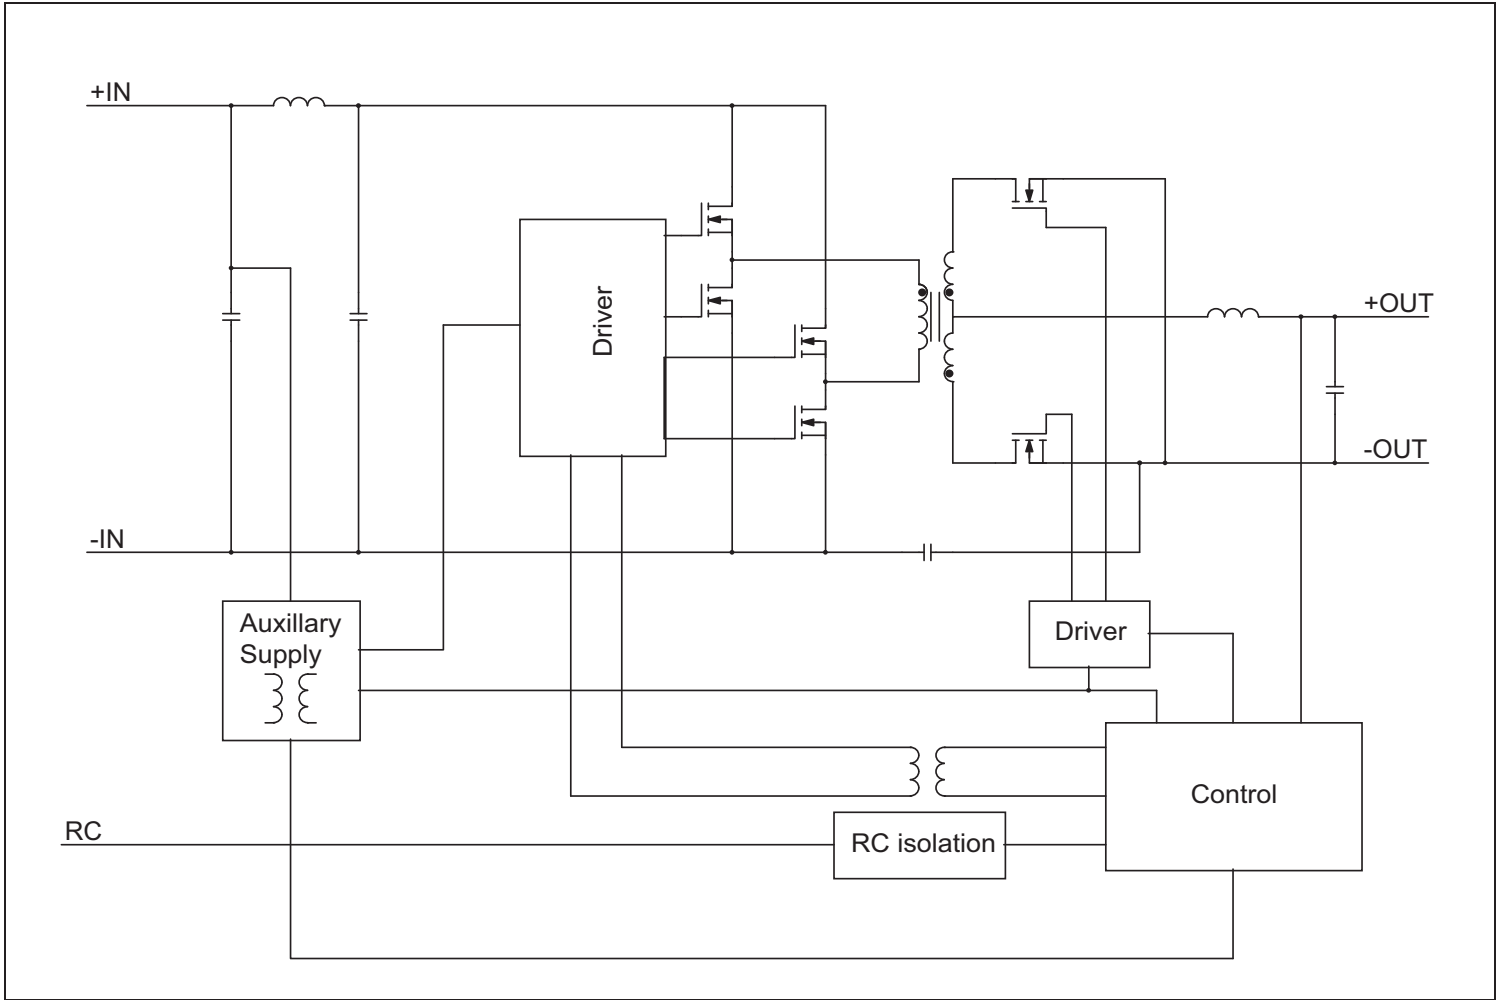 +IN
Driver
+OUT
-OUT
-IN
Auxillary
Supply
Driver
Control
RC
RC isolation